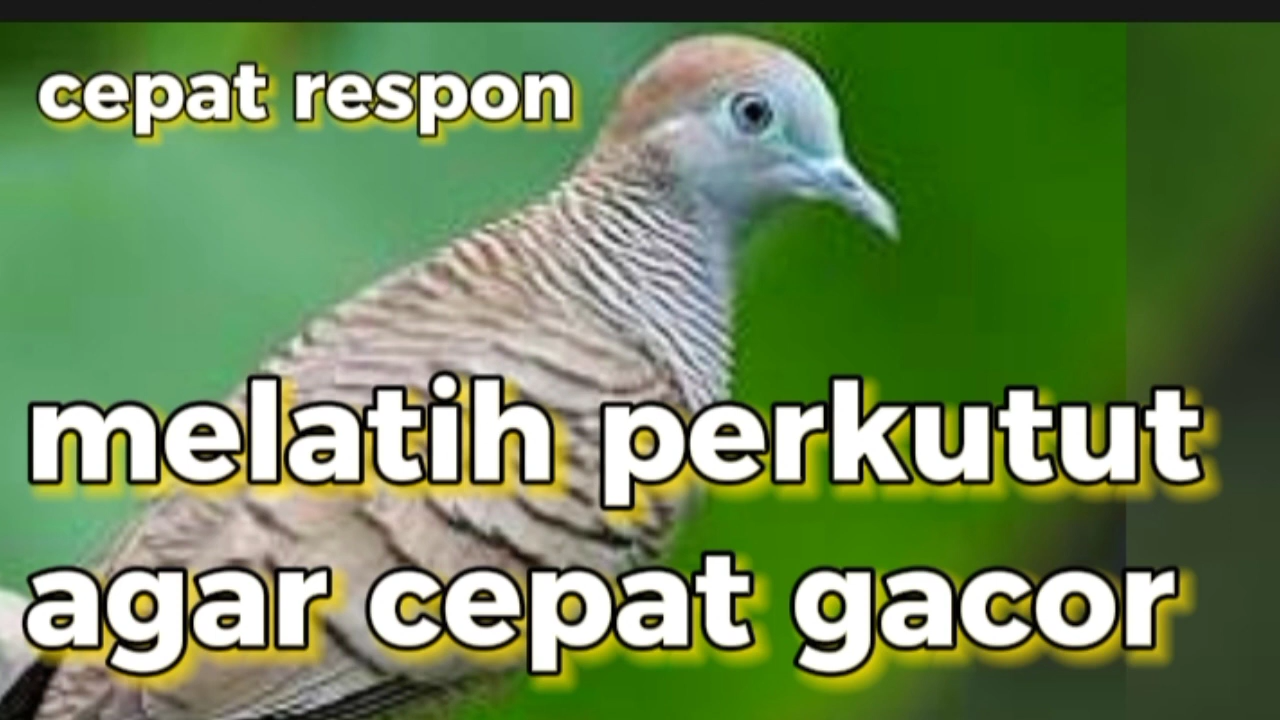 cepat respon
melatih perkutut
agar cepat gacor